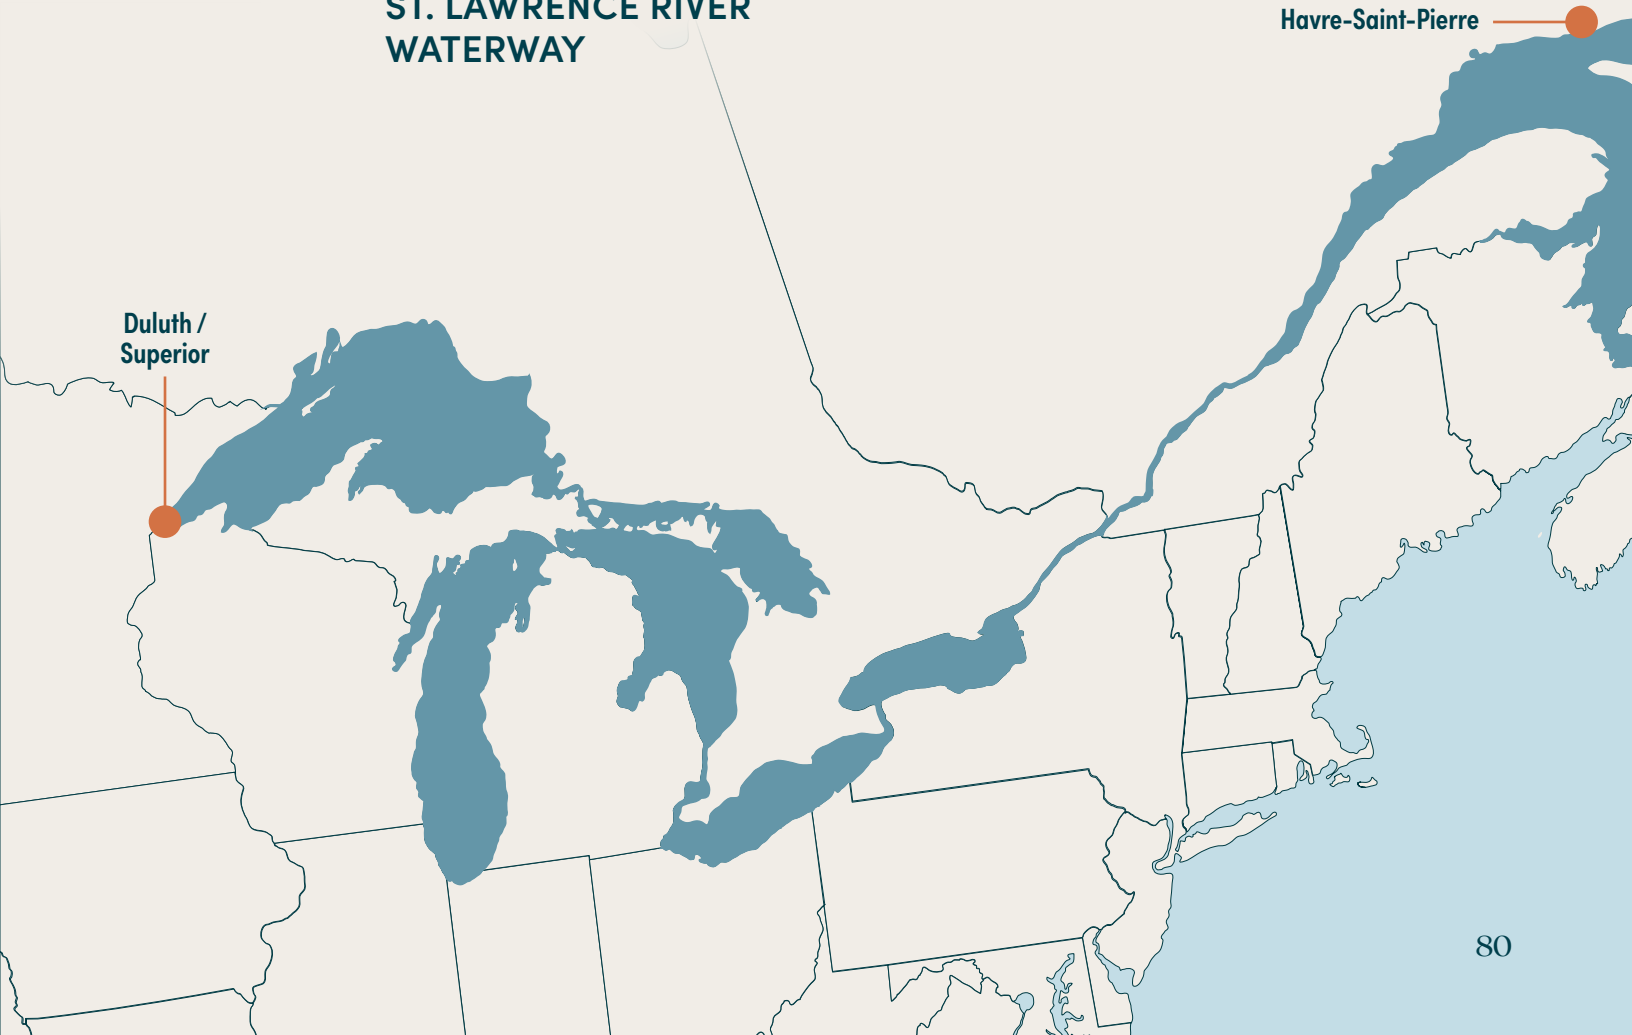 ST. LAWRENCE RIVER
WATERWAY
Havre-Saint-Pierre
Duluth /
Superior
80